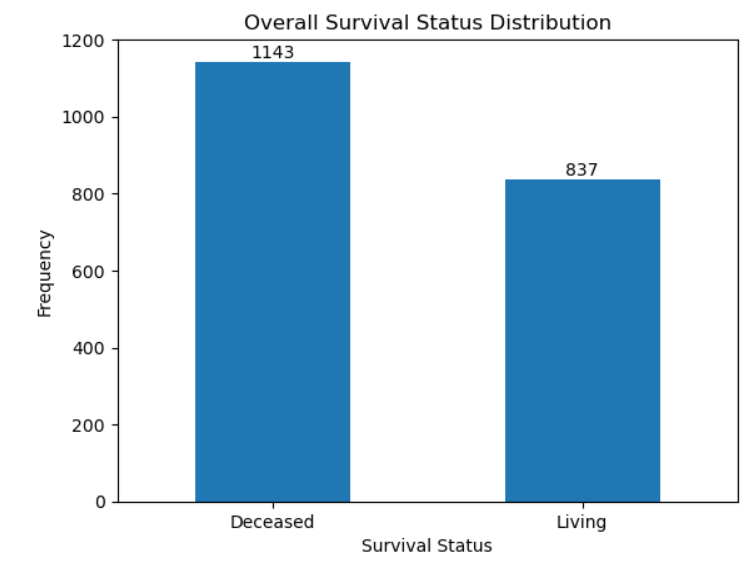 Overall Survival Status Distribution
1200
1143
1000
837
800
600
400
200
0
Frequency
Deceased
Living
Survival Status